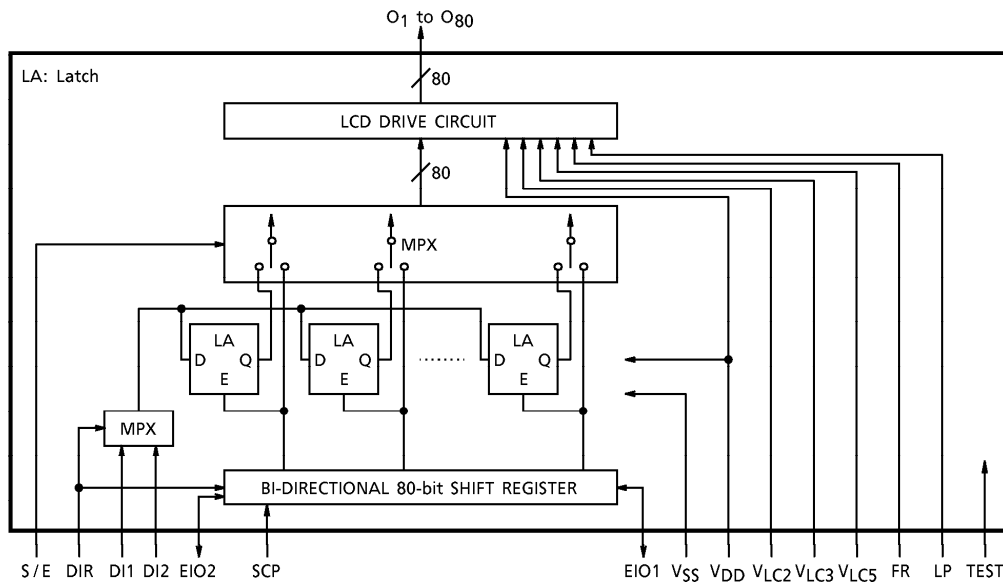 O1 to O80
LA: Latch
80
LCD DRIVE CIRCUIT
80
MPX
LA
D Q
E
LA
D Q
E
........
LA
D Q
E
MPX
BI-DIRECTIONAL 80-bit SHIFT REGISTER
S/E DIR DI1 DI2 EIO2 SCP EIO1 VSS VDD VLC2 VLC3 VLC5 FR LP TEST